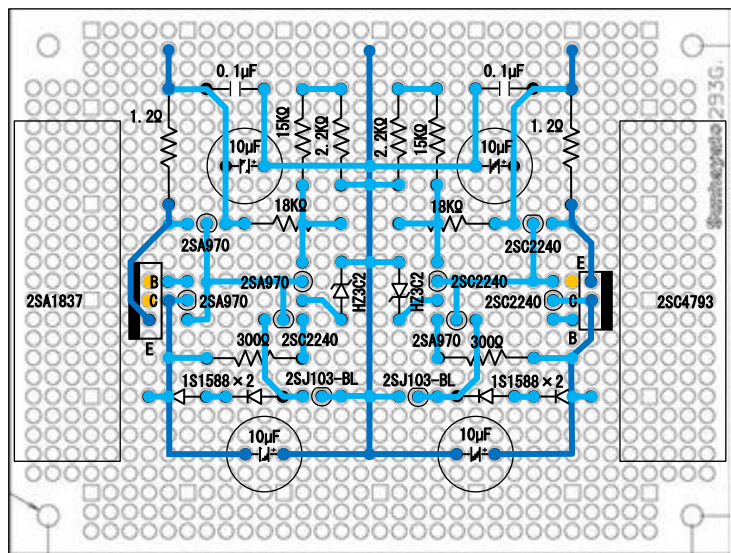 0.1μF
0.1μF
1.2Ω
15KΩ
2.2KΩ
2.2KΩ
15KΩ
1.2Ω
10μF
10μF
18KΩ
18KΩ
2SA970
2SC2240
E
B
2SA970
HZ3C2
HZ3C2
2SC2240
2SA1837
C
2SA970
2SC2240
C
2SC4793
E
2SC2240
2SA970
B
300Ω
300Ω
1S1588×2
2SJ103-BL
2SJ103-BL
1S1588×2
10μF
10μF
293G.